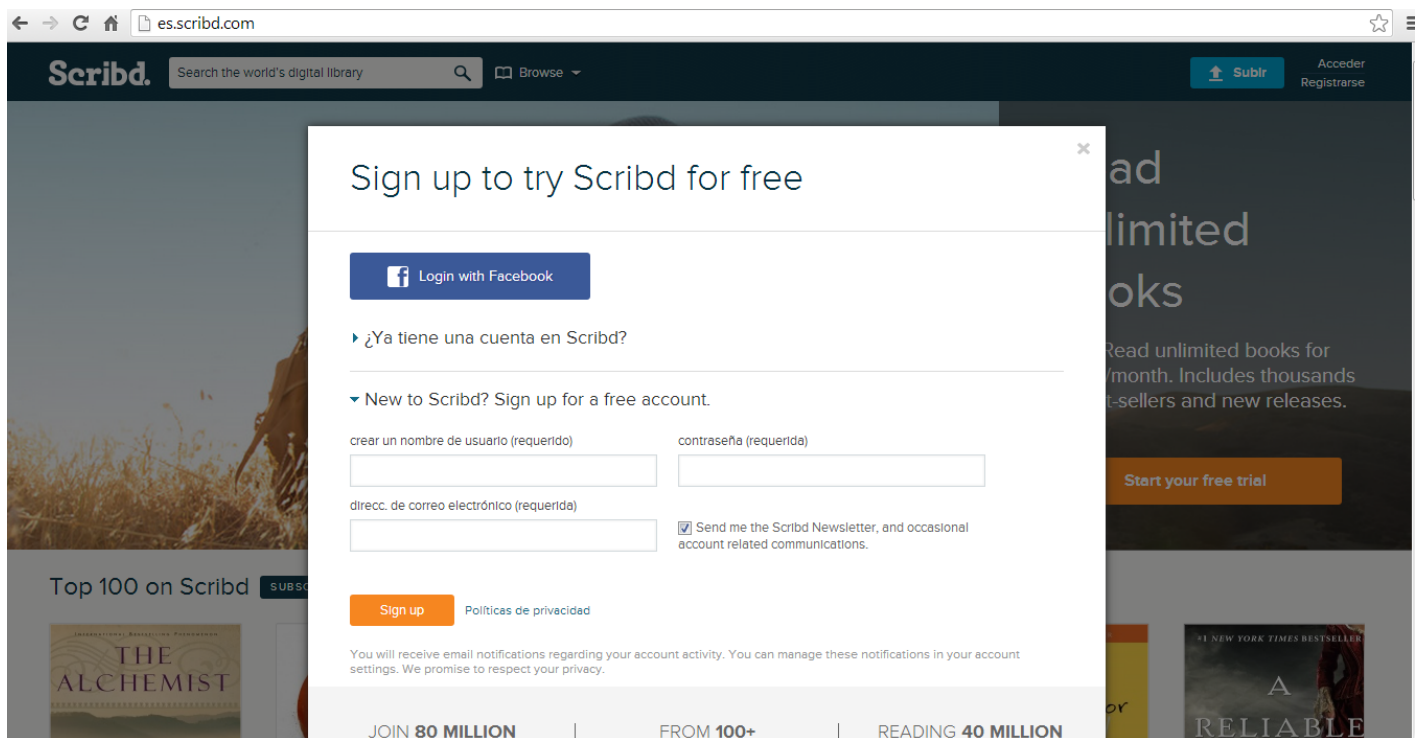 es.scribd.com
Scribd.
Search the world's digital library
Browse
Subir
Acceder
Registrarse
Sign up to try Scribd for free
ad
limited
oks
Login with Facebook
¿Ya tiene una cuenta en Scribd?
Read unlimited books for
/month. Includes thousands
t-sellers and new releases.
New to Scribd? Sign up for a free account.
crear un nombre de usuario (requerido)
contraseña (requerida)
Start your free trial
direcc. de correo electrónico (requerida)
Send me the Scribd Newsletter, and occasional
account related communications.
Top 100 on Scribd
SUBSC
Sign up
Políticas de privacidad
You will receive email notifications regarding your account activity. You can manage these notifications in your account
settings. We promise to respect your privacy.
INTERNATIONAL BESTSELLING PHENOMENON
THE
ALCHEMIST
#1 NEW YORK TIMES BESTSELLER
A
RELIABLE
or
JOIN 80 MILLION
FROM 100+
READING 40 MILLION